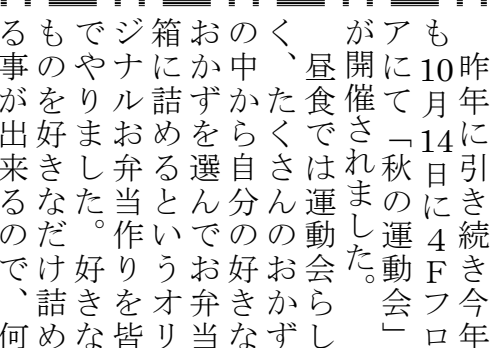 昨年に引き続き今年
も10月14日に4Fフロ
アにて「秋の運動会」
が開催されました。
昼食では運動会らし
く、たくさんのおかず
の中から自分の好きな
おかずを選んでお弁当
箱に詰めるというオリ
ジナルお弁当作りを皆
でやりました。好きな
ものを好きなだけ詰め
る事が出来るので、何